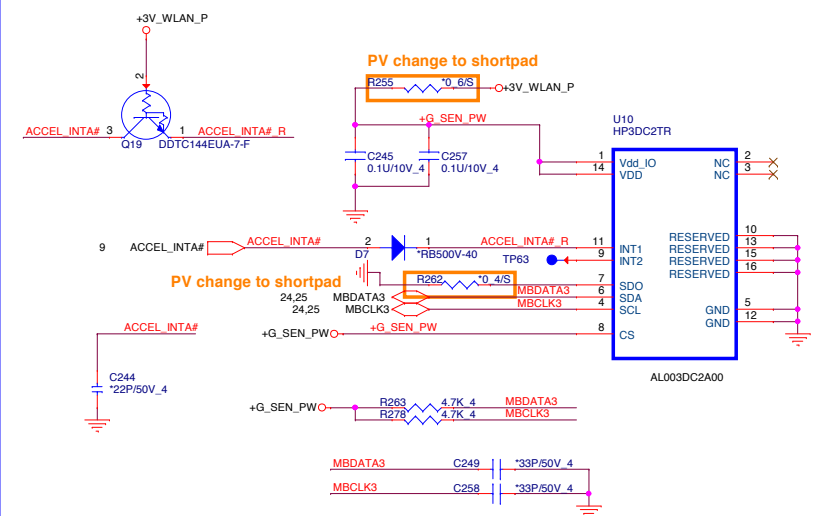 +3V_WLAN_P
2
ACCEL_INTA# 3
1 ACCEL_INTA#_R
Q19 DDTC144EUA-7-F
PV change to shortpad
R255 *0_6/S
+3V_WLAN_P
+G_SEN_PW
C245
0.1U/10V_4
C257
0.1U/10V_4
U10
HP3DC2TR
1 Vdd_IO
14 VDD
NC 2
NC 3
RESERVED 10
RESERVED 13
RESERVED 15
RESERVED 16
GND 5
GND 12
11 INT1
9 INT2
7 SDO
6 SDA
4 SCL
8 CS
AL003DC2A00
9 ACCEL_INTA#
ACCEL_INTA# 2
1 ACCEL_INTA#_R
D7 *RB500V-40
TP63
PV change to shortpad
R262 *0_4/S
24,25 MBDATA3
MBDATA3
24,25 MBCLK3
MBCLK3
+G_SEN_PW
+G_SEN_PW
ACCEL_INTA#
C244
*22P/50V_4
+G_SEN_PW
R263 4.7K_4 MBDATA3
R278 4.7K_4 MBCLK3
MBDATA3 C249 *33P/50V_4
MBCLK3 C258 *33P/50V_4